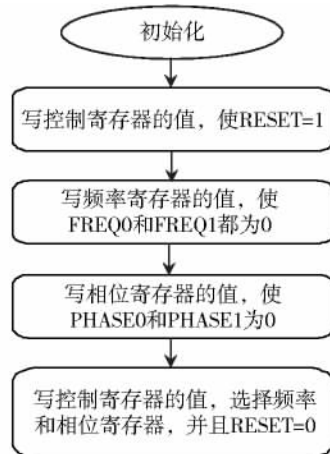 初始化
写控制寄存器的值，使RESET=1
写频率寄存器的值，使
FREQ0和FREQ1都为0
写相位寄存器的值，使
PHASE0和PHASE1为0
写控制寄存器的值，选择频率
和相位寄存器，并且RESET=0